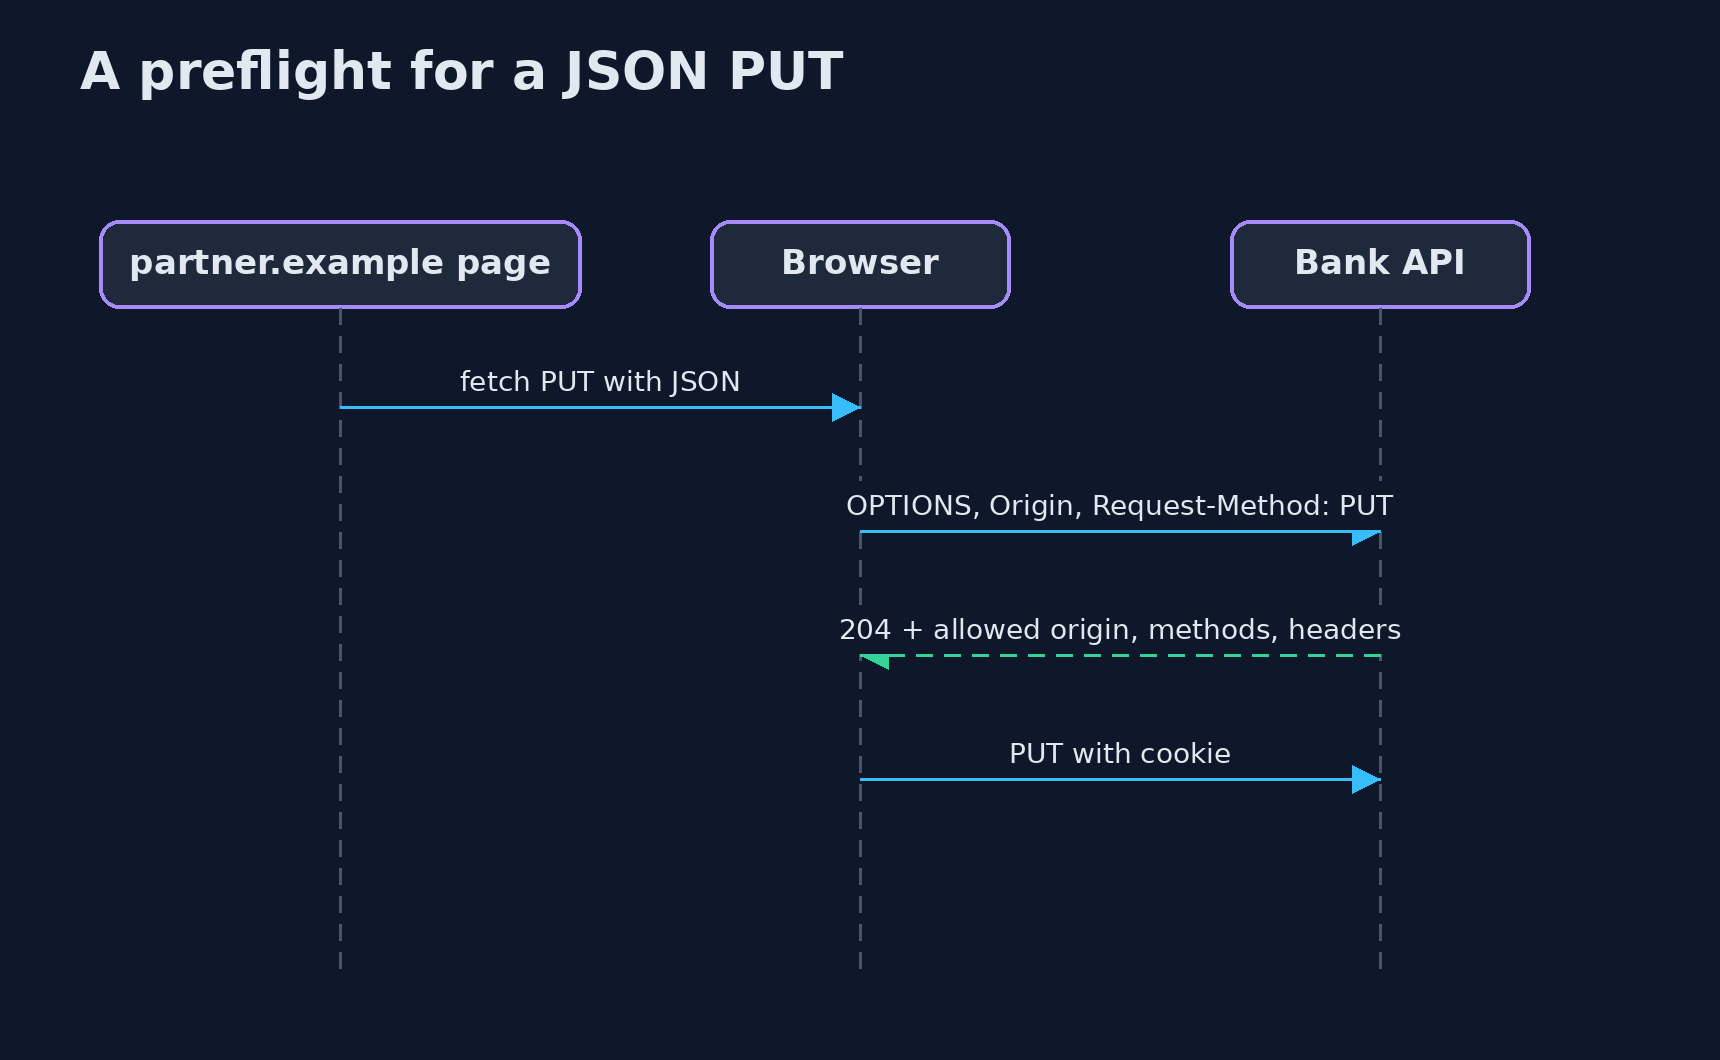 A preflight for a JSON PUT
partner.example page
Browser
Bank API
fetch PUT with JSON
OPTIONS, Origin, Request-Method: PUT
204 + allowed origin, methods, headers
PUT with cookie